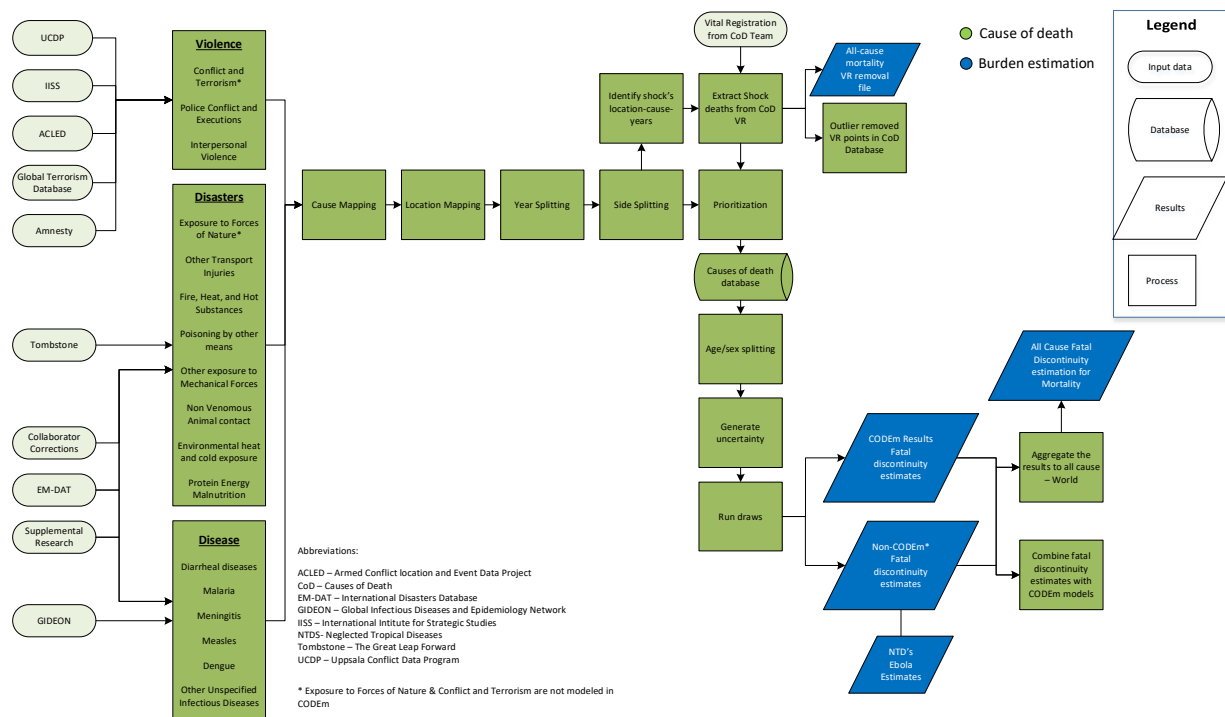 UCDP
IISS
ACLED
Global Terrorism
Database
Amnesty
Tombstone
Collaborator
Corrections
EM-DAT
Supplemental
Research
GIDEON
Violence
Conflict and
Terrorism*
Police Conflict and
Executions
Interpersonal
Violence
Disasters
Exposure to Forces
of Nature*
Other Transport
Injuries
Fire, Heat, and Hot
Substances
Poisoning by other
means
Other exposure to
Mechanical Forces
Non Venomous
Animal contact
Environmental heat
and cold exposure
Protein Energy
Malnutrition
Disease
Diarrheal diseases
Malaria
Meningitis
Measles
Dengue
Other Unspecified
Infectious Diseases
Cause Mapping
Location Mapping
Year Splitting
Side Splitting
Identify shock's
location-cause-
years
Vital Registration
from CoD Team
Extract Shock
deaths from CoD
VR
All-cause
mortality
VR removal
file
Outlier removed
VR points in CoD
Database
Prioritization
Causes of death
database
Age/sex splitting
Generate
uncertainty
Run draws
CODEm Results
Fatal
discontinuity
estimates
Non-CODEm*
Fatal
discontinuity
estimates
NTD's
Ebola
Estimates
All Cause Fatal
Discontinuity
estimation for
Mortality
Aggregate the
results to all cause
– World
Combine fatal
discontinuity
estimates with
CODEm models
Cause of death
Burden estimation
Legend
Input data
Database
Results
Process
Abbreviations:
ACLED – Armed Conflict location and Event Data Project
CoD – Causes of Death
EM-DAT – International Disasters Database
GIDEON – Global Infectious Diseases and Epidemiology Network
IISS – International Intitute for Strategic Studies
NTDS- Neglected Tropical Diseases
Tombstone – The Great Leap Forward
UCDP – Uppsala Conflict Data Program
* Exposure to Forces of Nature & Conflict and Terrorism are not modeled in
CODEm